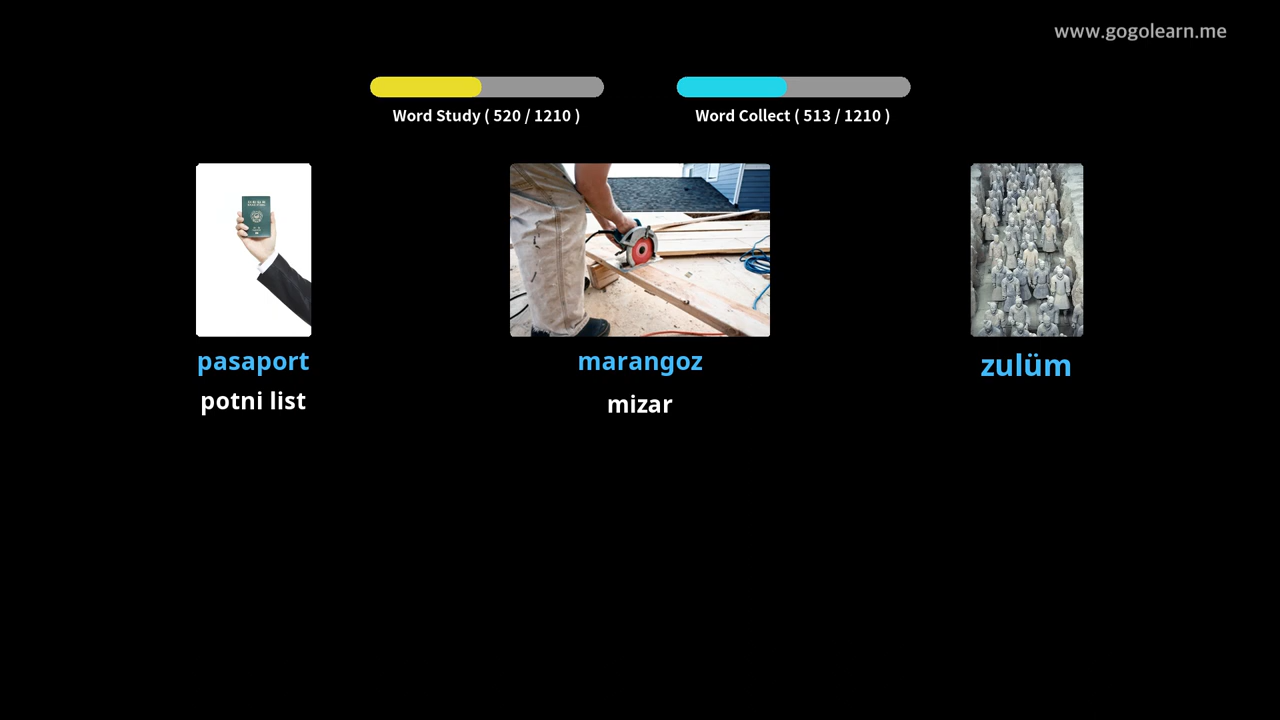 www.gogolearn.me
Word Study ( 520 / 1210 )
Word Collect ( 513 / 1210 )
pasaport
marangoz
zulüm
potni list
mizar